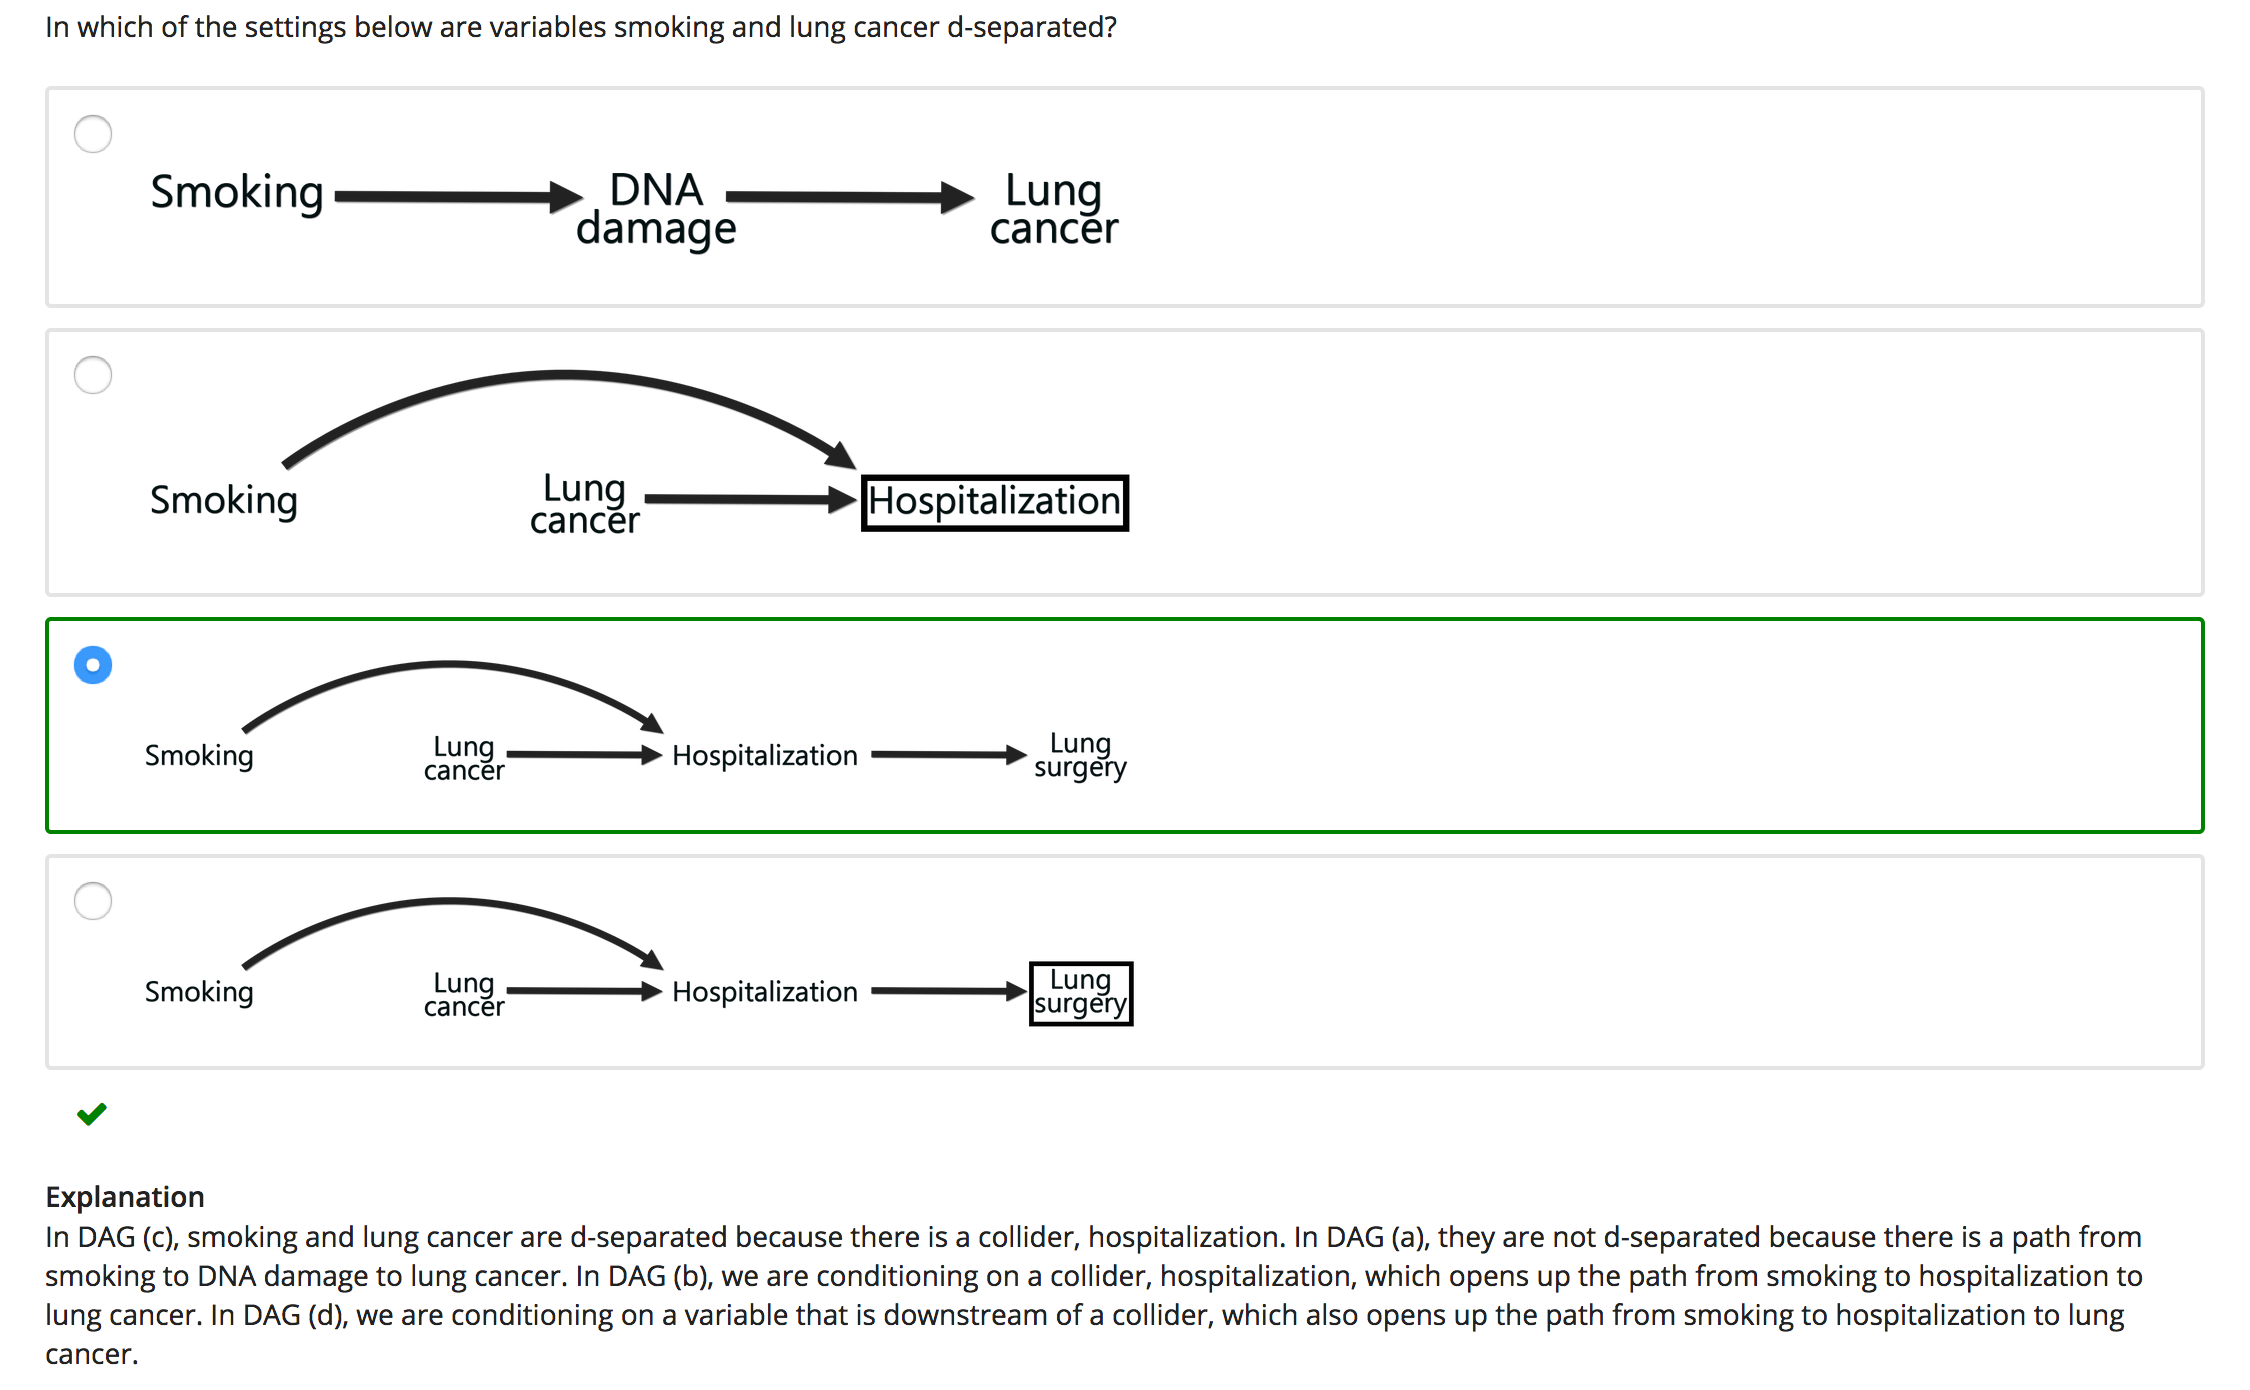 In which of the settings below are variables smoking and lung cancer d-separated?
Smoking
DNA
damage
Lung
cancer
Smoking
Lung
cancer
Hospitalization
Smoking
Lung
cancer
Hospitalization
Lung
surgery
Smoking
Lung
cancer
Hospitalization
Lung
surgery
Explanation
In DAG (c), smoking and lung cancer are d-separated because there is a collider, hospitalization. In DAG (a), they are not d-separated because there is a path from
smoking to DNA damage to lung cancer. In DAG (b), we are conditioning on a collider, hospitalization, which opens up the path from smoking to hospitalization to
lung cancer. In DAG (d), we are conditioning on a variable that is downstream of a collider, which also opens up the path from smoking to hospitalization to lung
cancer.